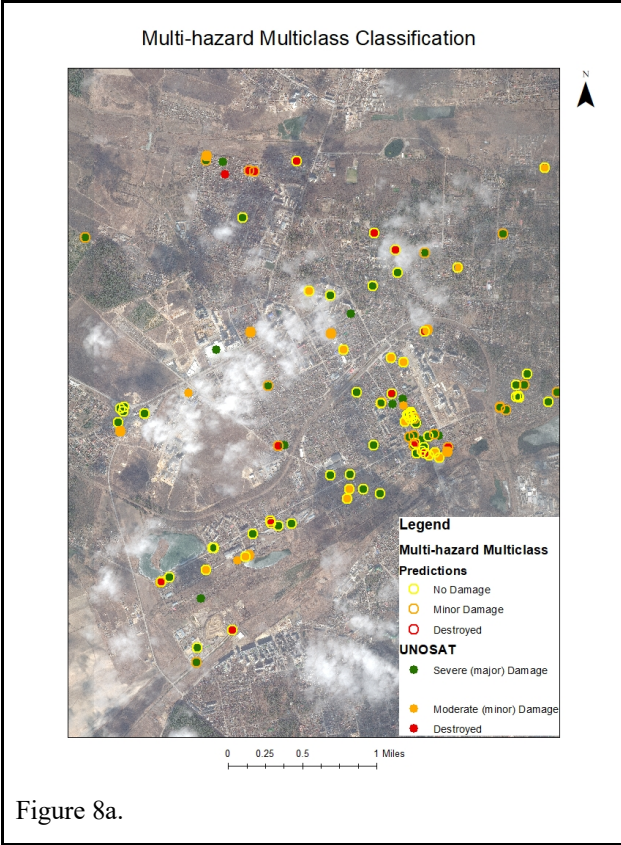 Multi-hazard Multiclass Classification
N
Legend
Multi-hazard Multiclass
Predictions
No Damage
Minor Damage
Destroyed
UNOSAT
Severe (major) Damage
Moderate (minor) Damage
Destroyed
0 0.25 0.5 1 Miles
Figure 8a.